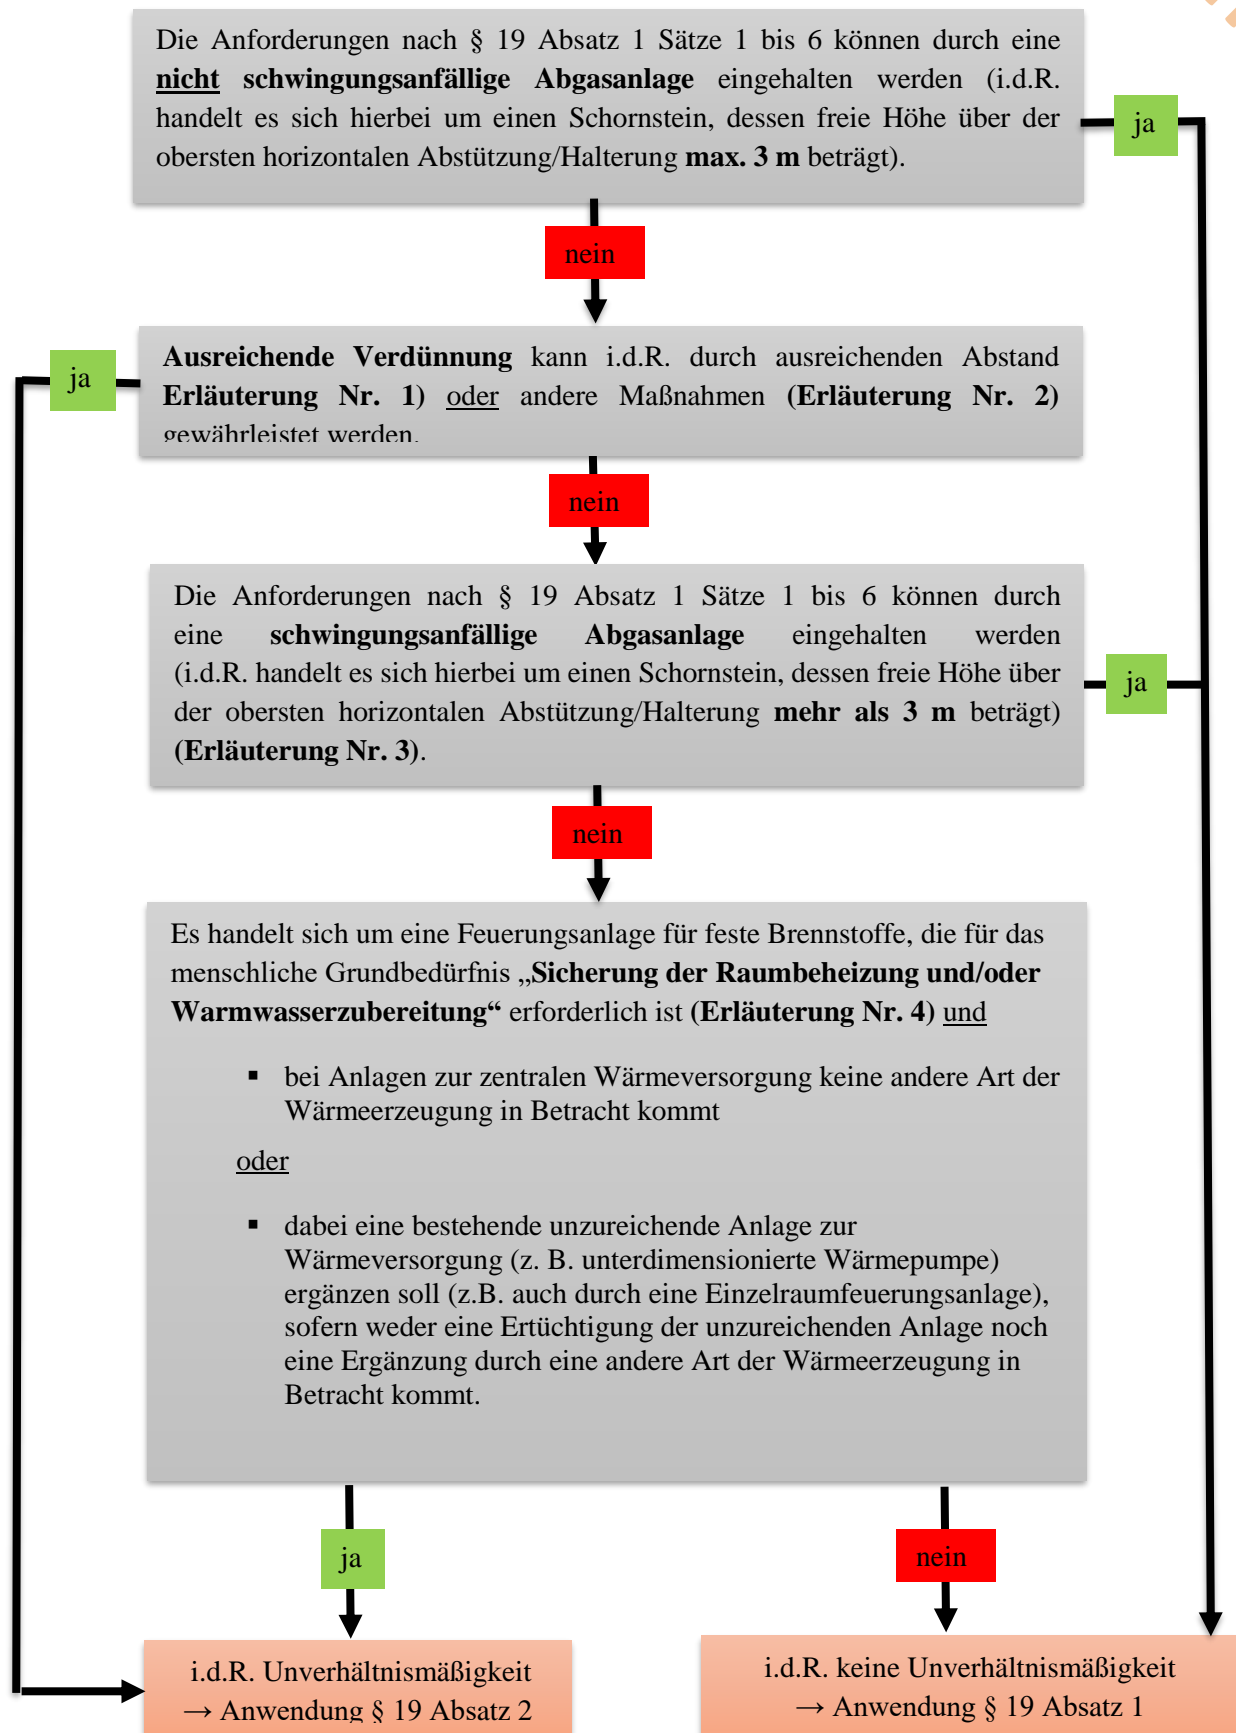 Die Anforderungen nach § 19 Absatz 1 Sätze 1 bis 6 können durch eine
nicht schwingungsanfällige Abgasanlage eingehalten werden (i.d.R.
handelt es sich hierbei um einen Schornstein, dessen freie Höhe über der
obersten horizontalen Abstützung/Halterung max. 3 m beträgt).
ja
nein
ja
Ausreichende Verdünnung kann i.d.R. durch ausreichenden Abstand
Erläuterung Nr. 1) oder andere Maßnahmen (Erläuterung Nr. 2)
gewährleistet werden.
nein
Die Anforderungen nach § 19 Absatz 1 Sätze 1 bis 6 können durch
eine schwingungsanfällige Abgasanlage eingehalten werden
(i.d.R. handelt es sich hierbei um einen Schornstein, dessen freie Höhe über
der obersten horizontalen Abstützung/Halterung mehr als 3 m beträgt)
(Erläuterung Nr. 3).
ja
nein
Es handelt sich um eine Feuerungsanlage für feste Brennstoffe, die für das
menschliche Grundbedürfnis „Sicherung der Raumbeheizung und/oder
Warmwasserzubereitung“ erforderlich ist (Erläuterung Nr. 4) und
▪ bei Anlagen zur zentralen Wärmeversorgung keine andere Art der
Wärmeerzeugung in Betracht kommt
oder
▪ dabei eine bestehende unzureichende Anlage zur
Wärmeversorgung (z. B. unterdimensionierte Wärmepumpe)
ergänzen soll (z.B. auch durch eine Einzelraumfeuerungsanlage),
sofern weder eine Ertüchtigung der unzureichenden Anlage noch
eine Ergänzung durch eine andere Art der Wärmeerzeugung in
Betracht kommt.
ja
nein
i.d.R. Unverhältnismäßigkeit
→ Anwendung § 19 Absatz 2
i.d.R. keine Unverhältnismäßigkeit
→ Anwendung § 19 Absatz 1